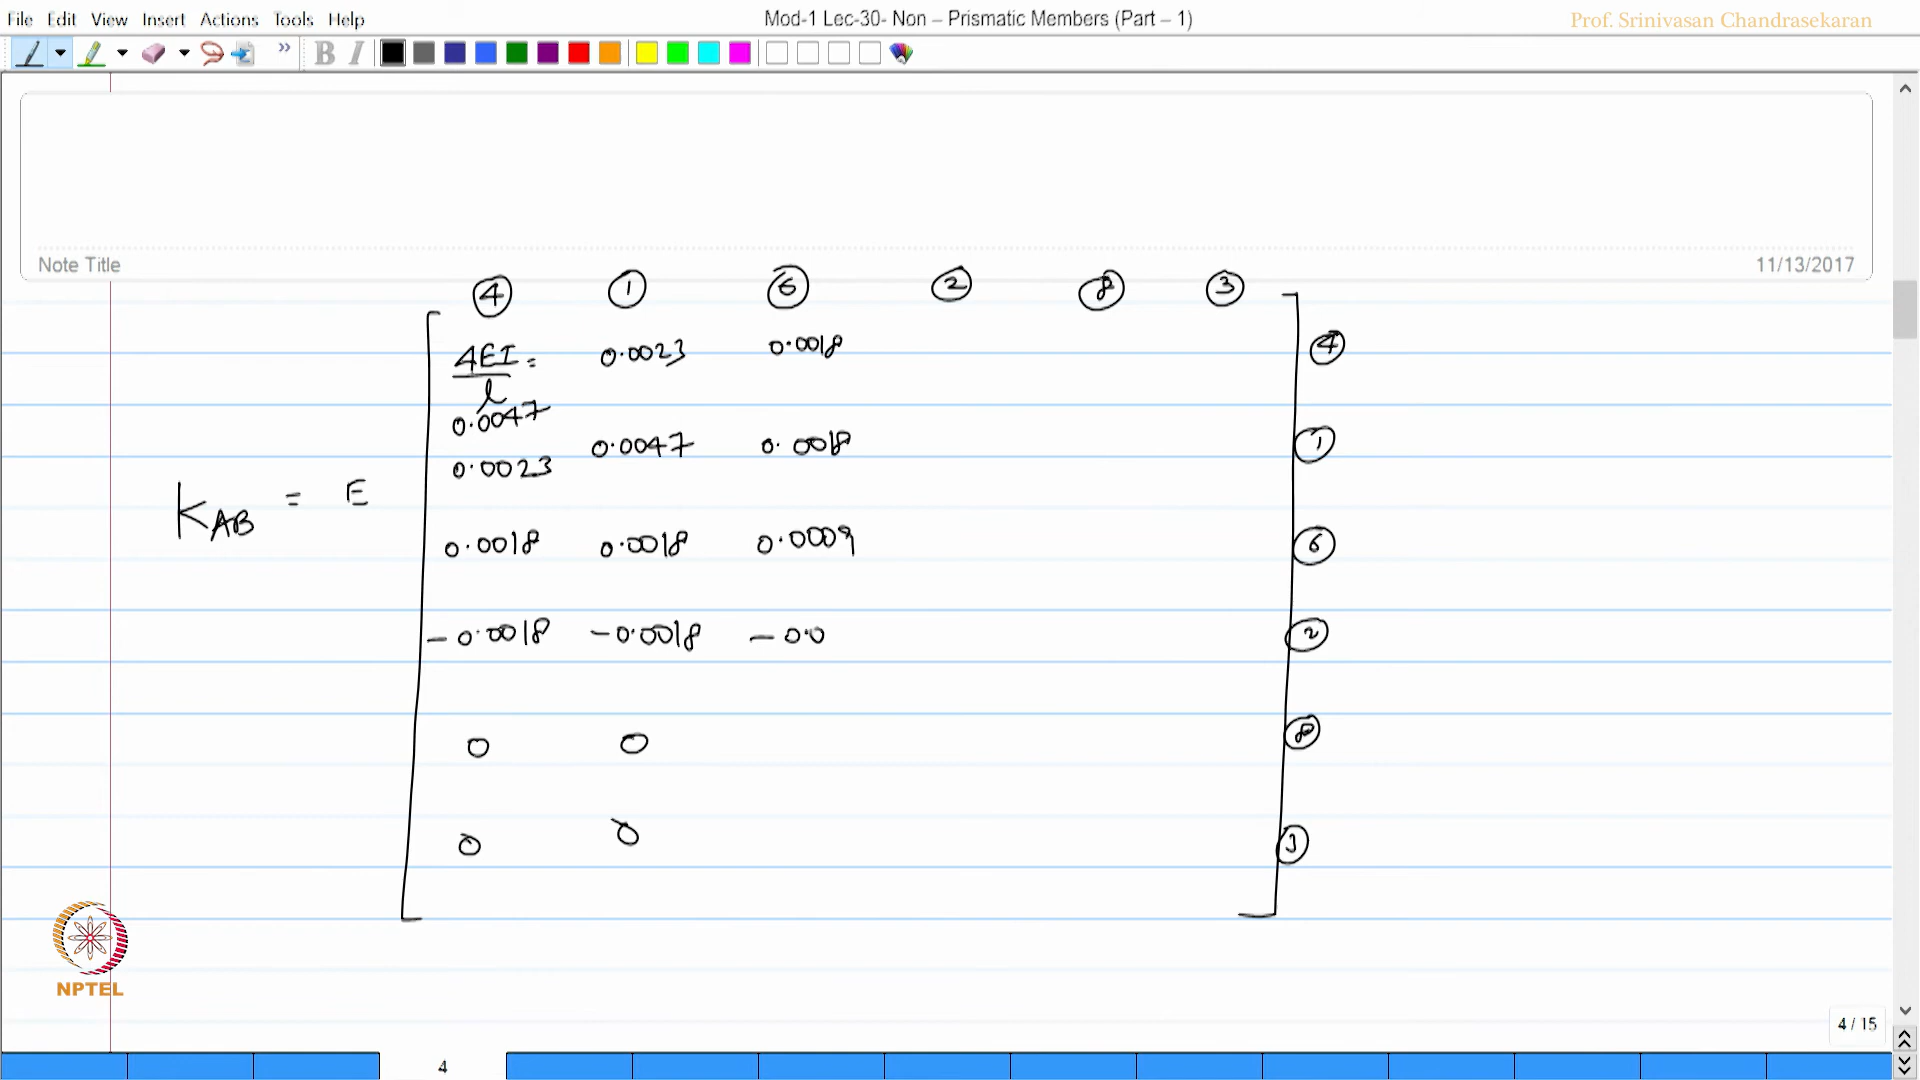 File Edit View Insert Actions Tools Help
Mod-1 Lec-30- Non – Prismatic Members (Part – 1)
Prof. Srinivasan Chandrasekaran
B I
Note Title
11/13/2017
4 1 6 2 8 3
4EI/l = 0.0023 0.0018 4
0.0047
0.0023 0.0047 0.0018 1
K AB = E
0.0018 0.0018 0.0009 6
-0.0018 -0.0018 -0.0 2
0 0 8
0 0 3
NPTEL
4 / 15
4